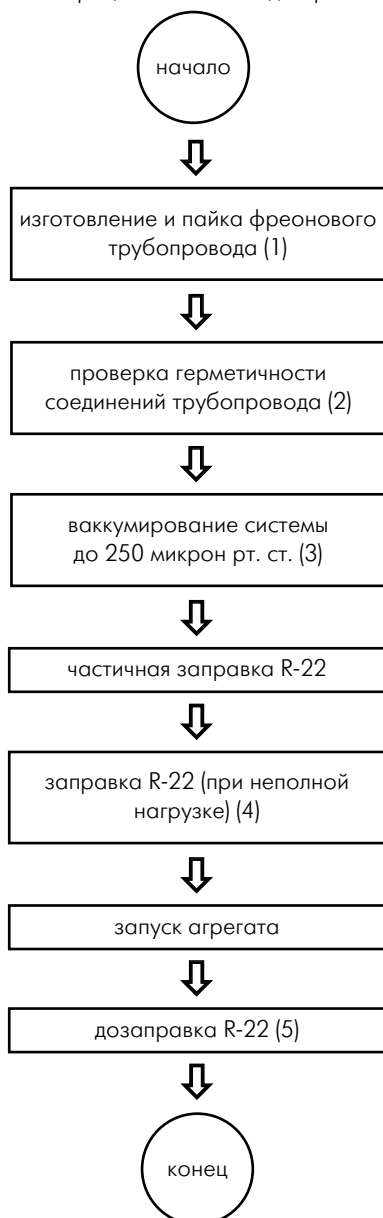 начало
изготовление и пайка фреонового
трубопровода (1)
проверка герметичности
соединений трубопровода (2)
ваккумирование системы
до 250 микрон рт. ст. (3)
частичная заправка R-22
заправка R-22 (при неполной
нагрузке) (4)
запуск агрегата
дозаправка R-22 (5)
конец